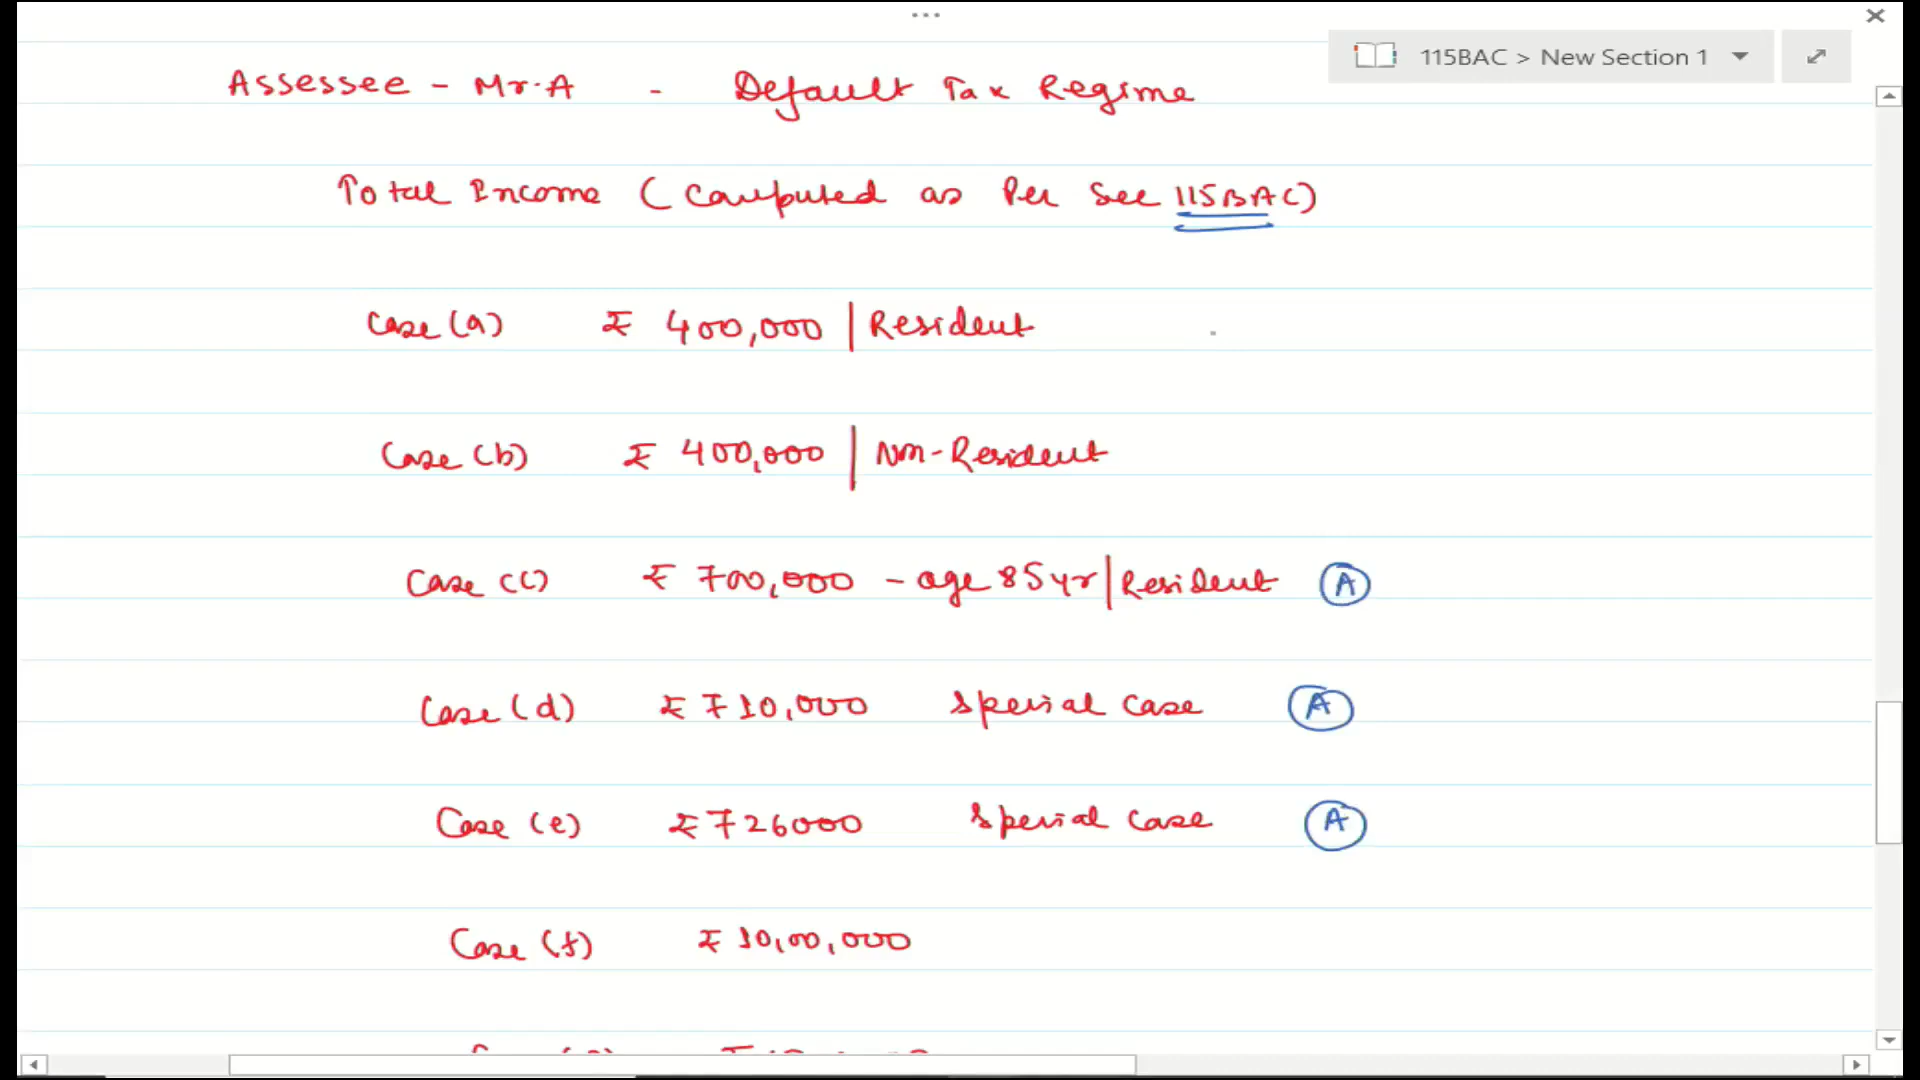 115BAC > New Section 1
Assessee - Mr. A - Default Tax Regime
Total Income (Computed as Per Sec 115BAC)
Case (a) ₹ 400,000 | Resident
Case (b) ₹ 400,000 | Non-Resident
Case (c) ₹ 700,000 - age 85 yr | Resident A
Case (d) ₹ 710,000 Special Case A
Case (e) ₹ 726000 Special Case A
Case (f) ₹ 10,00,000